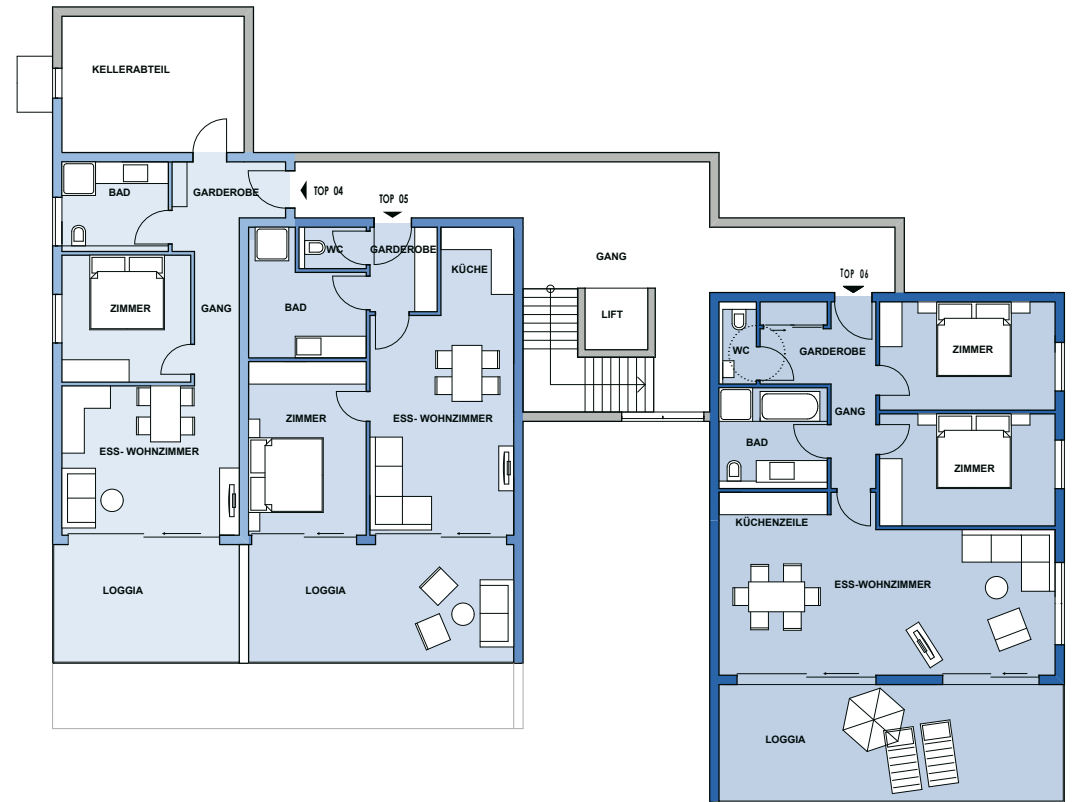 KELLERABTEIL
BAD
GARDEROBE
TOP 04
TOP 05
WC
GARDEROBE
KÜCHE
GANG
TOP 06
ZIMMER
GANG
BAD
LIFT
WC
GARDEROBE
ZIMMER
ESS- WOHNZIMMER
ZIMMER
ESS- WOHNZIMMER
GANG
BAD
ZIMMER
KÜCHENZEILE
LOGGIA
LOGGIA
ESS-WOHNZIMMER
LOGGIA